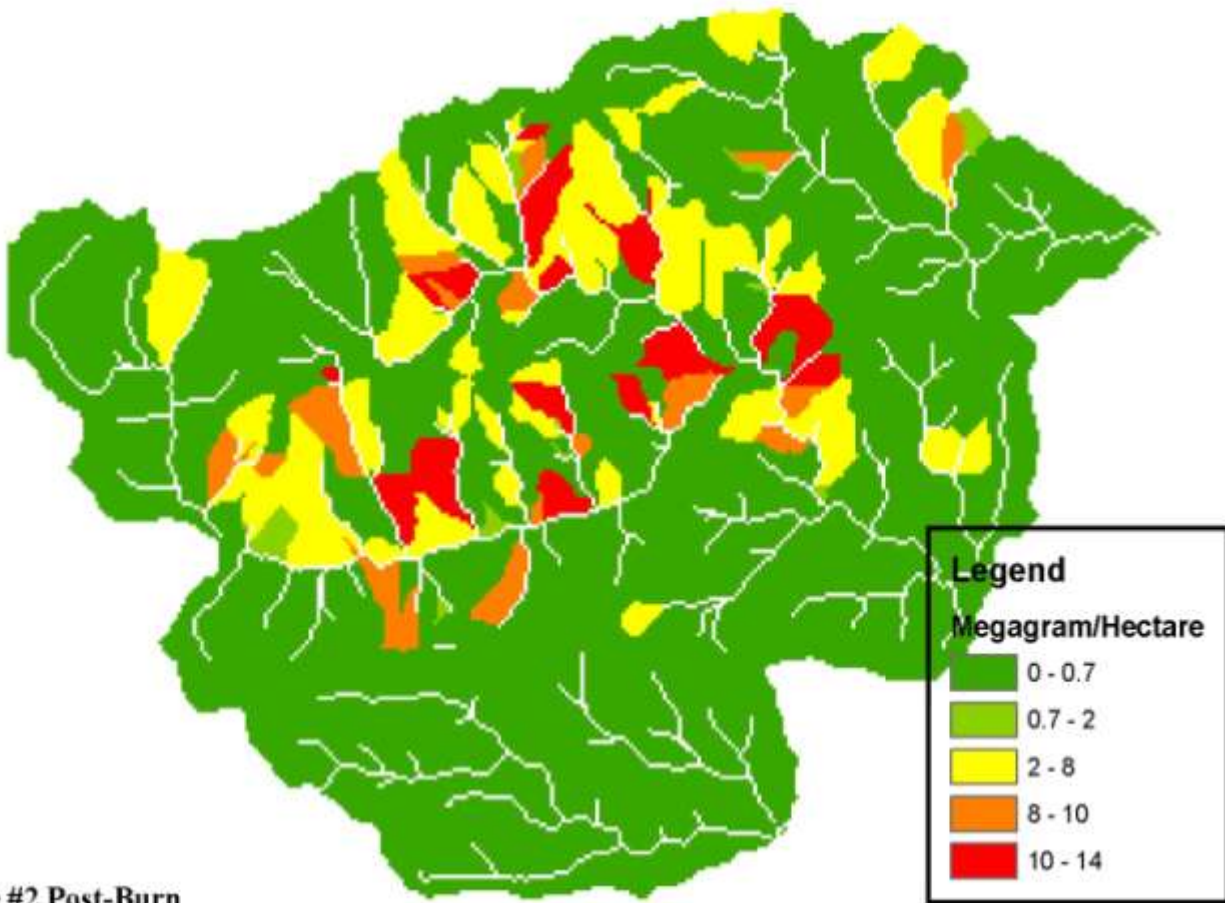 Legend
Megagram/Hectare
0 - 0.7
0.7 - 2
2 - 8
8 - 10
10 - 14
#2 Post-Burn